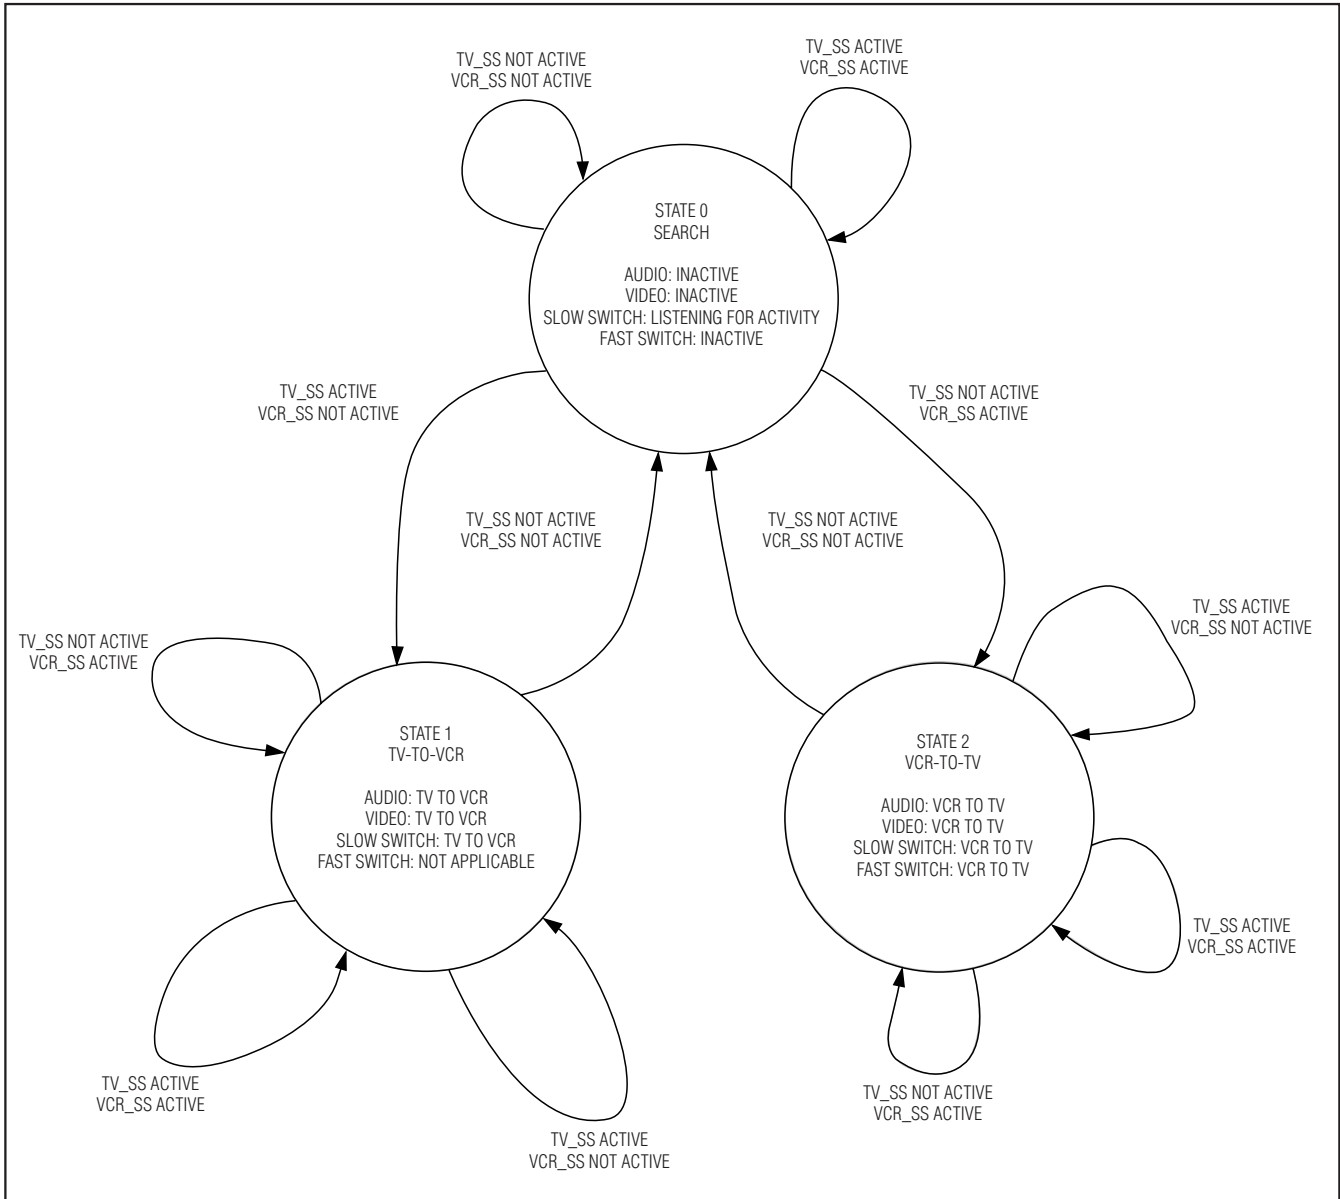 TV_SS NOT ACTIVE
VCR_SS NOT ACTIVE
TV_SS ACTIVE
VCR_SS ACTIVE
STATE 0
SEARCH
AUDIO: INACTIVE
VIDEO: INACTIVE
SLOW SWITCH: LISTENING FOR ACTIVITY
FAST SWITCH: INACTIVE
TV_SS ACTIVE
VCR_SS NOT ACTIVE
TV_SS NOT ACTIVE
VCR_SS ACTIVE
TV_SS NOT ACTIVE
VCR_SS NOT ACTIVE
TV_SS NOT ACTIVE
VCR_SS NOT ACTIVE
TV_SS NOT ACTIVE
VCR_SS ACTIVE
TV_SS ACTIVE
VCR_SS NOT ACTIVE
STATE 1
TV-TO-VCR
AUDIO: TV TO VCR
VIDEO: TV TO VCR
SLOW SWITCH: TV TO VCR
FAST SWITCH: NOT APPLICABLE
STATE 2
VCR-TO-TV
AUDIO: VCR TO TV
VIDEO: VCR TO TV
SLOW SWITCH: VCR TO TV
FAST SWITCH: VCR TO TV
TV_SS ACTIVE
VCR_SS ACTIVE
TV_SS ACTIVE
VCR_SS ACTIVE
TV_SS NOT ACTIVE
VCR_SS ACTIVE
TV_SS ACTIVE
VCR_SS NOT ACTIVE